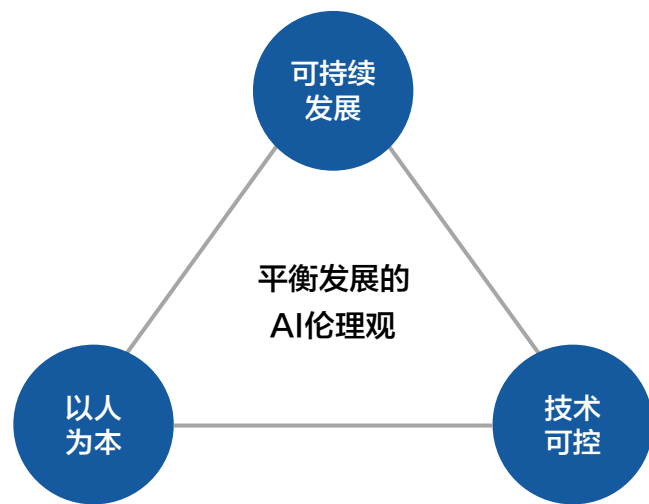 可持续
发展
平衡发展的
AI伦理观
以人
为本
技术
可控